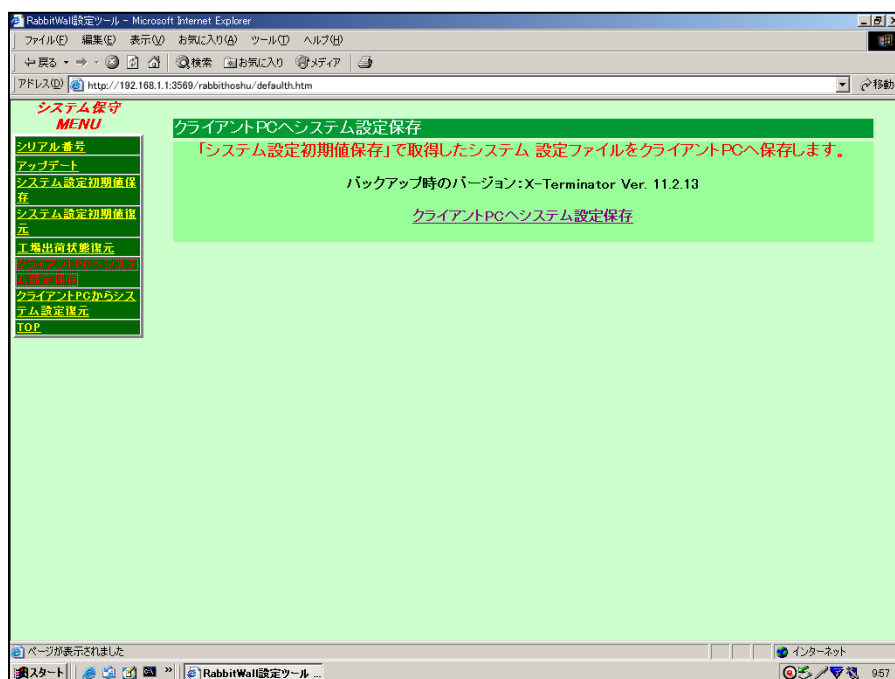 RabbitWall設定ツール - Microsoft Internet Explorer
ファイル(F) 編集(E) 表示(V) お気に入り(A) ツール(T) ヘルプ(H)
戻る 検索 お気に入り メディア
アドレス(D) http://192.168.1.1:3569/rabbithoshu/defaulth.htm 移動
システム保守
MENU
シリアル番号
アップデート
システム設定初期値保
存
システム設定初期値復
元
工場出荷状態復元
クライアントPCへシステ
ム設定保存
クライアントPCからシス
テム設定復元
TOP
クライアントPCへシステム設定保存
「システム設定初期値保存」で取得したシステム 設定ファイルをクライアントPCへ保存します。
バックアップ時のバージョン：X-Terminator Ver. 11.2.13
クライアントPCへシステム設定保存
ページが表示されました インターネット
スタート » RabbitWall設定ツール ... 9:57